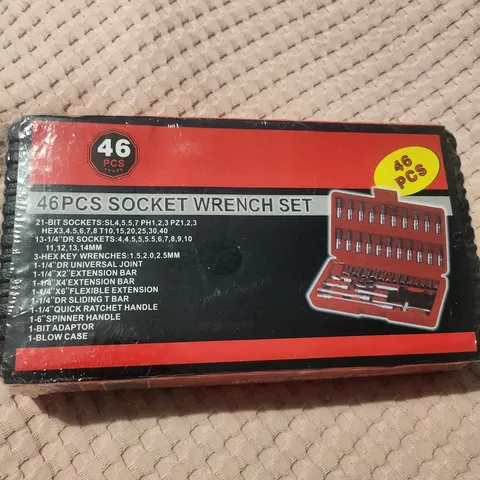 46
PCS
46
PCS
46PCS SOCKET WRENCH SET
21-BIT SOCKETS:SL4,5.5,7 PH1,2,3 PZ1,2,3
HEX3,4,5,6,7,8 T10,15,20,25,30,40
13-1/4"DR SOCKETS:4,4.5,5,5.5,6,7,8,9,10
11,12,13,14MM
3-HEX KEY WRENCHES:1.5,2.0,2.5MM
1-1/4"DR UNIVERSAL JOINT
1-1/4"X2"EXTENSION BAR
1-1/4"X4"EXTENSION BAR
1-1/4"X6"FLEXIBLE EXTENSION
1-1/4"DR SLIDING T BAR
1-1/4"QUICK RATCHET HANDLE
1-6"SPINNER HANDLE
1-BIT ADAPTOR
1-BLOW CASE